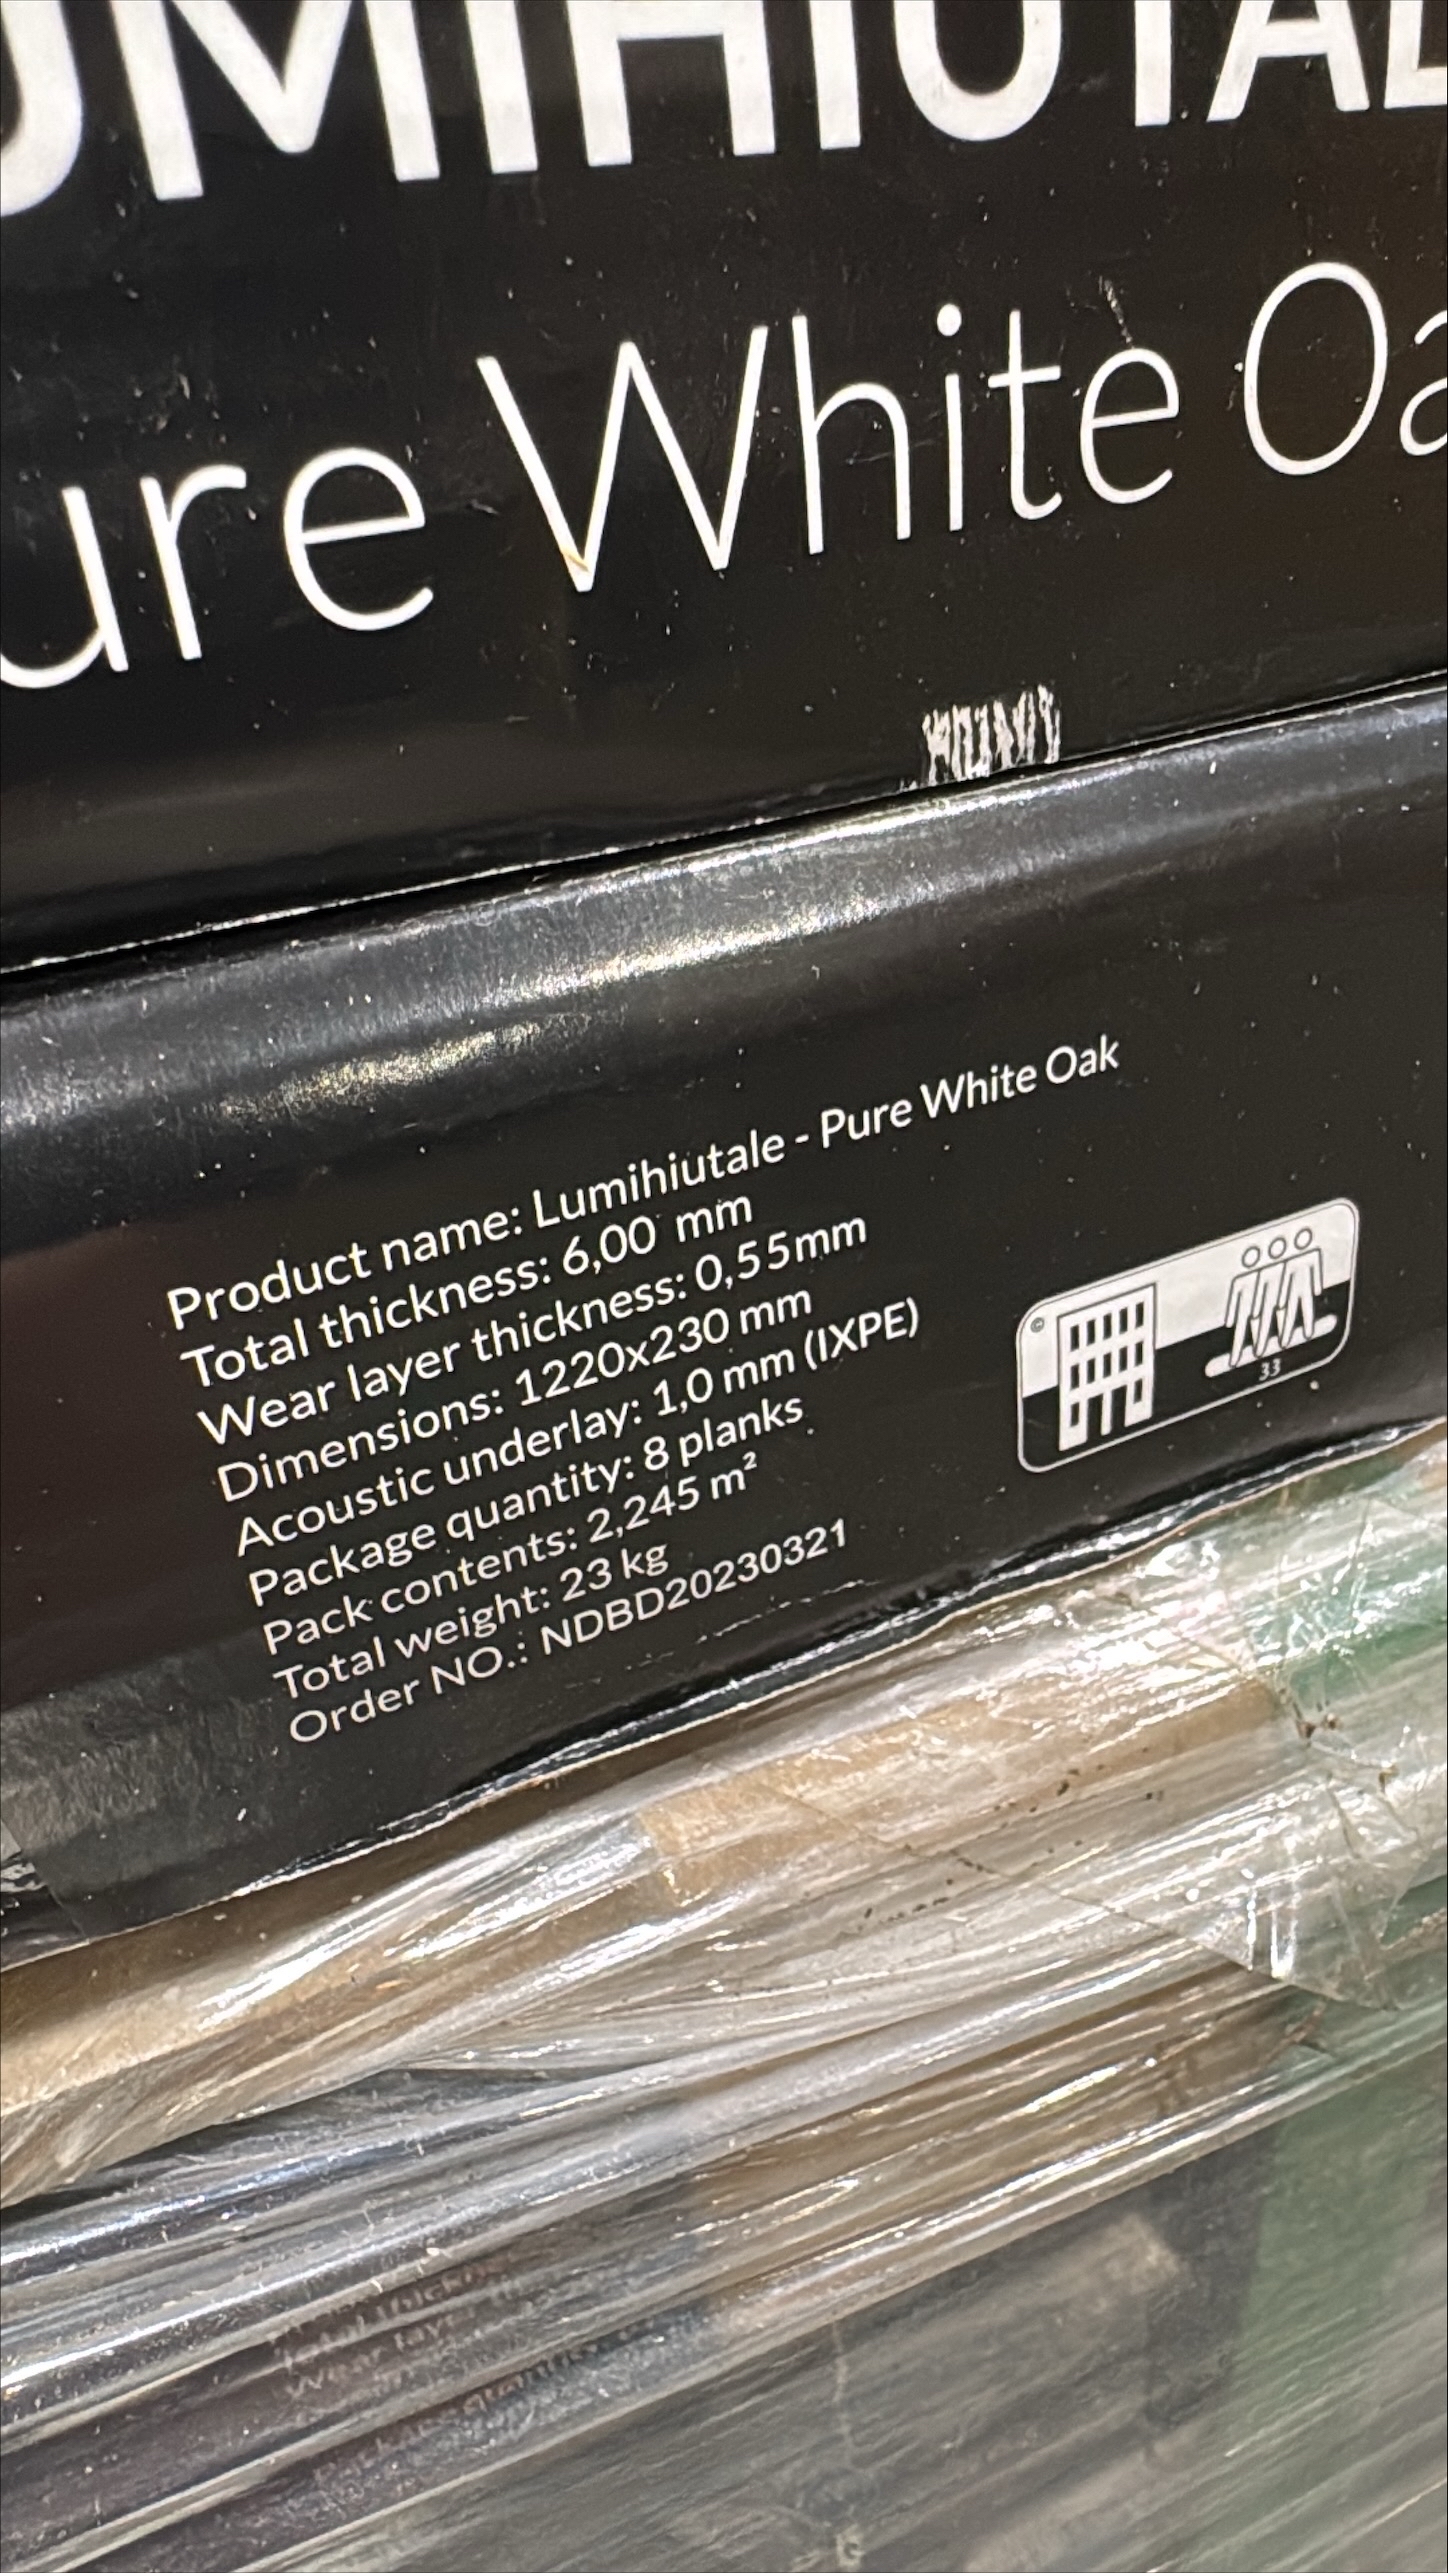 UMIHIUTAL
ure White Oa
Product name: Lumihiutale - Pure White Oak
Total thickness: 6,00 mm
Wear layer thickness: 0,55mm
Dimensions: 1220x230 mm
Acoustic underlay: 1,0 mm (IXPE)
Package quantity: 8 planks
Pack contents: 2,245 m²
Total weight: 23 kg
Order NO.: NDBD20230321
33